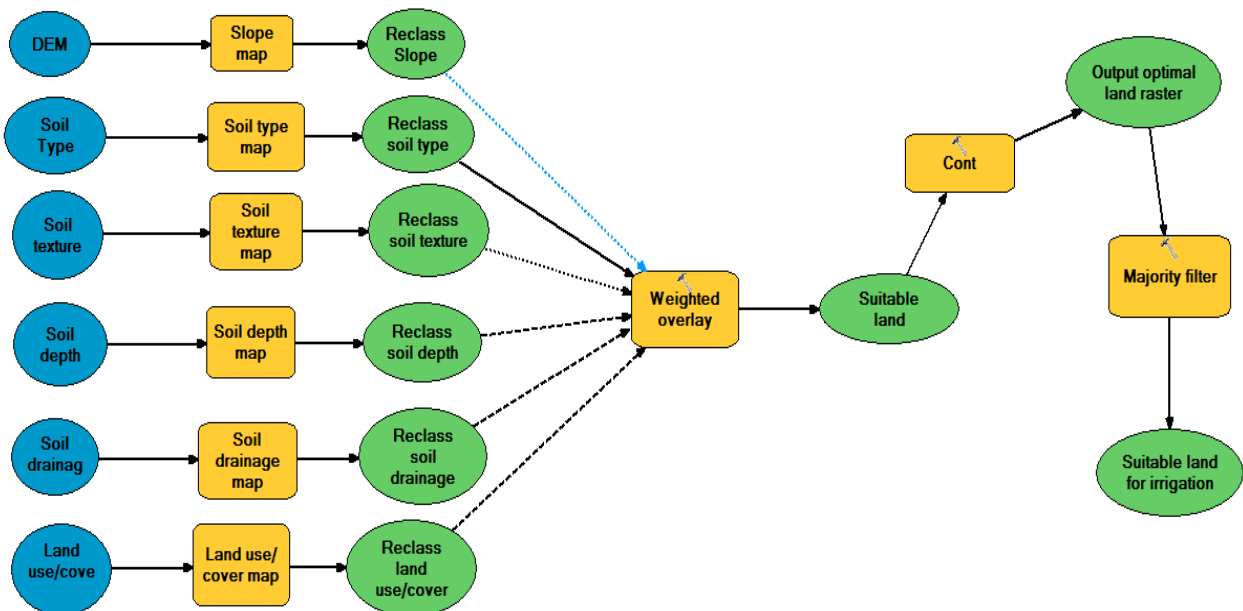 DEM
Slope
map
Reclass
Slope
Soil
Type
Soil type
map
Reclass
soil type
Soil
texture
Soil
texture
map
Reclass
soil texture
Soil
depth
Soil depth
map
Reclass
soil depth
Soil
drainag
Soil
drainage
map
Reclass
soil
drainage
Land
use/cove
Land use/
cover map
Reclass
land
use/cover
Weighted
overlay
Suitable
land
Cont
Output optimal
land raster
Majority filter
Suitable land
for irrigation